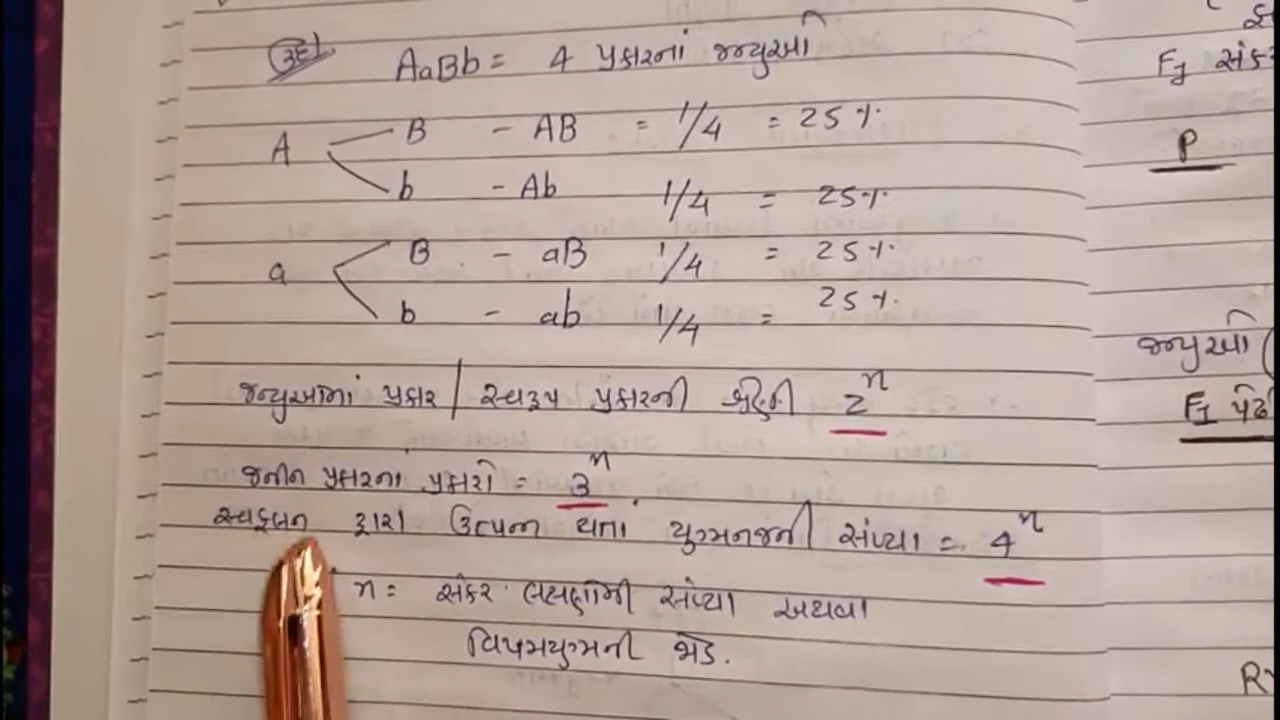 ઉદા. AaBb = 4 પ્રકારનાં જન્યુઓ
A B - AB = 1/4 = 25 %
b - Ab 1/4 = 25%
a B - aB 1/4 = 25%
b - ab 1/4 = 25%
જન્યુઓમાં પ્રકાર / સ્વરૂપ પ્રકારની શ્રેણી 2ⁿ
જનીન પ્રકારનાં પ્રકારો = 3ⁿ.
સ્વફલન દ્વારા ઉત્પન્ન થતાં યુગ્મનજની સંખ્યા = 4ⁿ
n = સંકર લક્ષણોની સંખ્યા અથવા
વિષમયુગ્મની જોડ.
F₁ સંકર
P
જન્યુઓ (
F₁ પેઢી